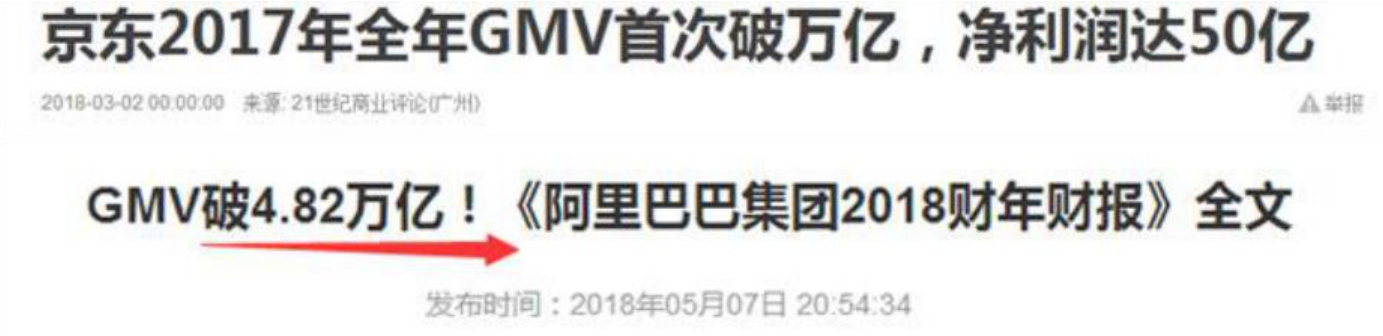 京东2017年全年GMV首次破万亿，净利润达50亿
2018-03-02 00:00:00 来源: 21世纪商业评论(广州) 举报
GMV破4.82万亿！《阿里巴巴集团2018财年财报》全文
发布时间：2018年05月07日 20:54:34